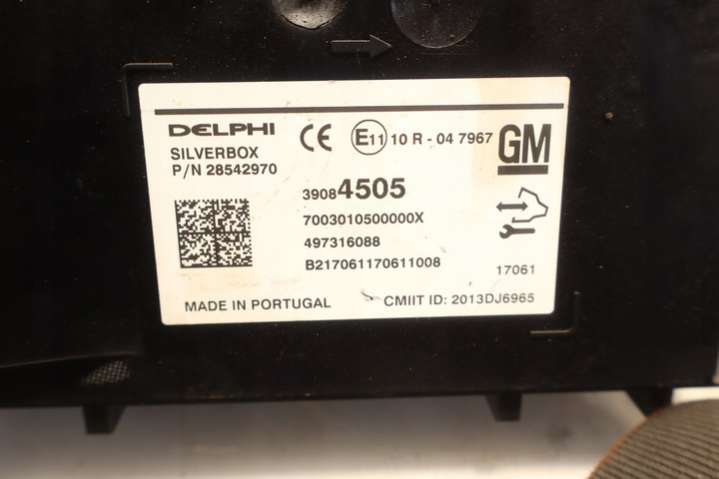 DELPHI CE E11 10 R - 04 7967 GM
SILVERBOX
P/N 28542970
39084505
7003010500000X
497316088
B217061170611008
17061
MADE IN PORTUGAL
CMIIT ID: 2013DJ6965